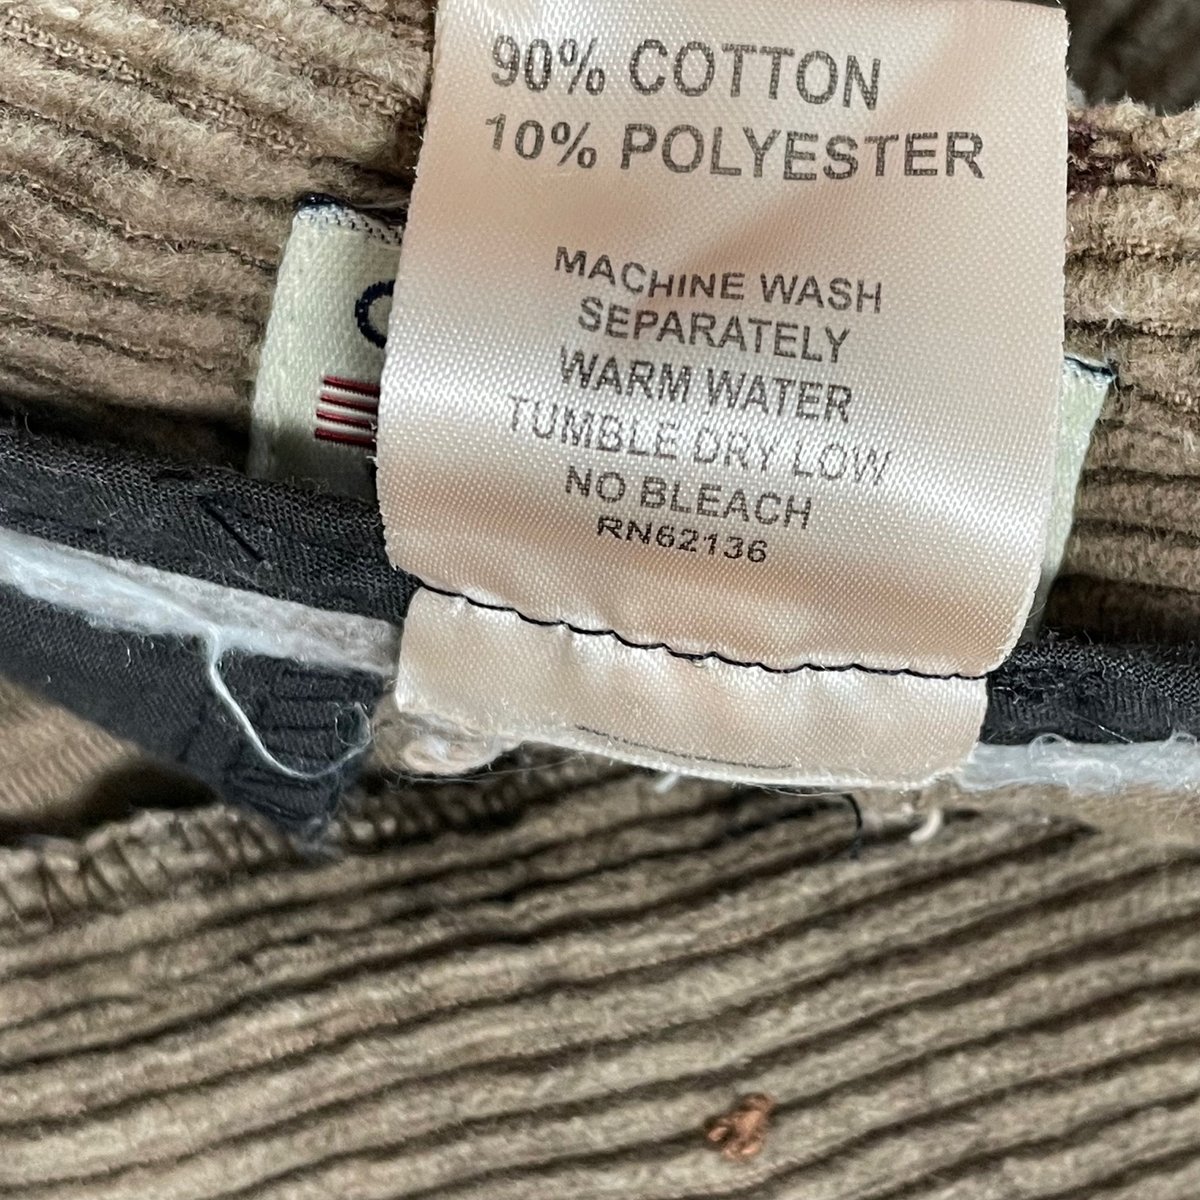 90% COTTON
10% POLYESTER
MACHINE WASH
SEPARATELY
WARM WATER
TUMBLE DRY LOW
NO BLEACH
RN62136